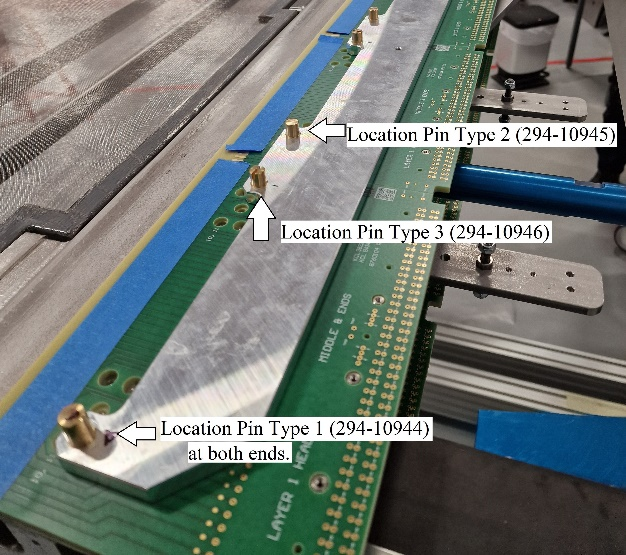 Location Pin Type 2 (294-10945)
Location Pin Type 3 (294-10946)
MIDDLE & ENDS
Location Pin Type 1 (294-10944)
at both ends.
LAYER 1 HEA